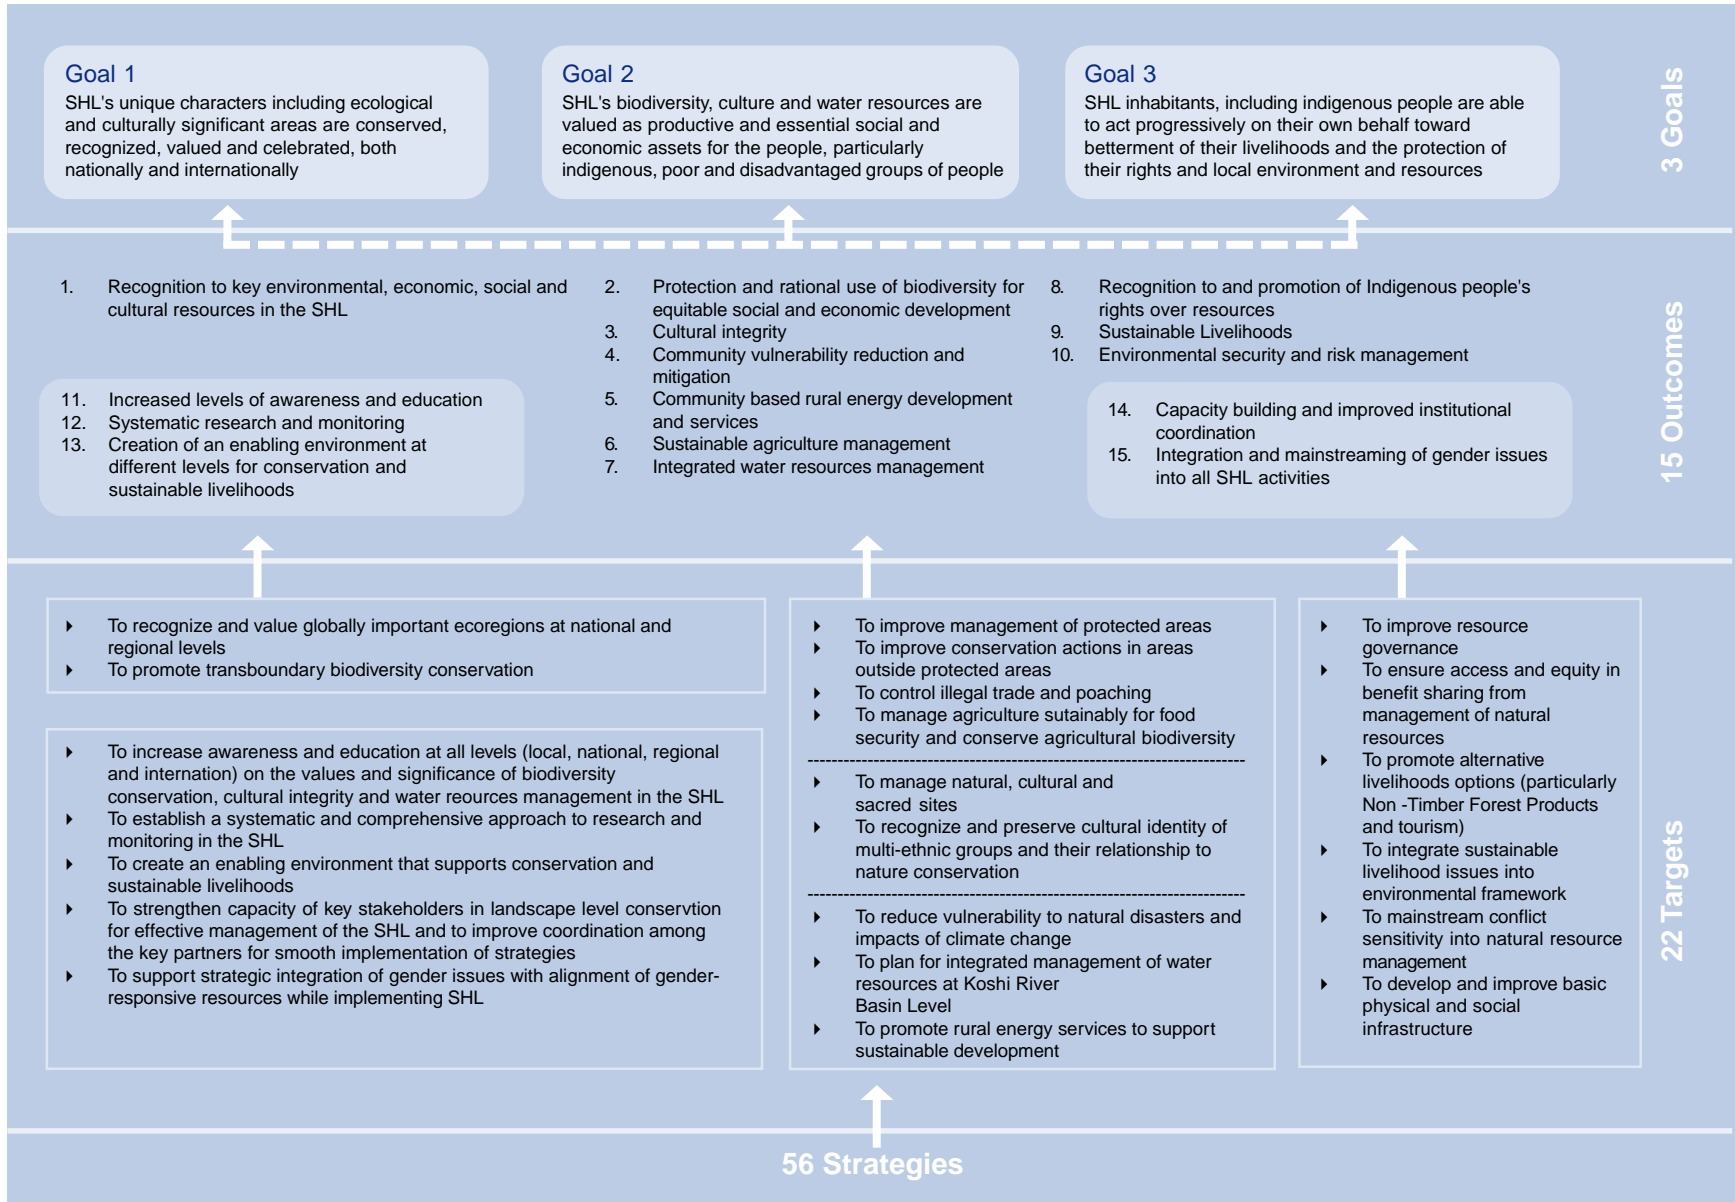 Goal 1
SHL's unique characters including ecological
and culturally significant areas are conserved,
recognized, valued and celebrated, both
nationally and internationally
Goal 2
SHL's biodiversity, culture and water resources are
valued as productive and essential social and
economic assets for the people, particularly
indigenous, poor and disadvantaged groups of people
Goal 3
SHL inhabitants, including indigenous people are able
to act progressively on their own behalf toward
betterment of their livelihoods and the protection of
their rights and local environment and resources
3 Goals
1. Recognition to key environmental, economic, social and
cultural resources in the SHL
11. Increased levels of awareness and education
12. Systematic research and monitoring
13. Creation of an enabling environment at
different levels for conservation and
sustainable livelihoods
2. Protection and rational use of biodiversity for
equitable social and economic development
3. Cultural integrity
4. Community vulnerability reduction and
mitigation
5. Community based rural energy development
and services
6. Sustainable agriculture management
7. Integrated water resources management
8. Recognition to and promotion of Indigenous people's
rights over resources
9. Sustainable Livelihoods
10. Environmental security and risk management
14. Capacity building and improved institutional
coordination
15. Integration and mainstreaming of gender issues
into all SHL activities
15 Outcomes
To recognize and value globally important ecoregions at national and
regional levels
To promote transboundary biodiversity conservation
To increase awareness and education at all levels (local, national, regional
and internation) on the values and significance of biodiversity
conservation, cultural integrity and water reources management in the SHL
To establish a systematic and comprehensive approach to research and
monitoring in the SHL
To create an enabling environment that supports conservation and
sustainable livelihoods
To strengthen capacity of key stakeholders in landscape level conservtion
for effective management of the SHL and to improve coordination among
the key partners for smooth implementation of strategies
To support strategic integration of gender issues with alignment of gender-
responsive resources while implementing SHL
To improve management of protected areas
To improve conservation actions in areas
outside protected areas
To control illegal trade and poaching
To manage agriculture sutainably for food
security and conserve agricultural biodiversity
To manage natural, cultural and
sacred sites
To recognize and preserve cultural identity of
multi-ethnic groups and their relationship to
nature conservation
To reduce vulnerability to natural disasters and
impacts of climate change
To plan for integrated management of water
resources at Koshi River
Basin Level
To promote rural energy services to support
sustainable development
To improve resource
governance
To ensure access and equity in
benefit sharing from
management of natural
resources
To promote alternative
livelihoods options (particularly
Non -Timber Forest Products
and tourism)
To integrate sustainable
livelihood issues into
environmental framework
To mainstream conflict
sensitivity into natural resource
management
To develop and improve basic
physical and social
infrastructure
22 Targets
56 Strategies